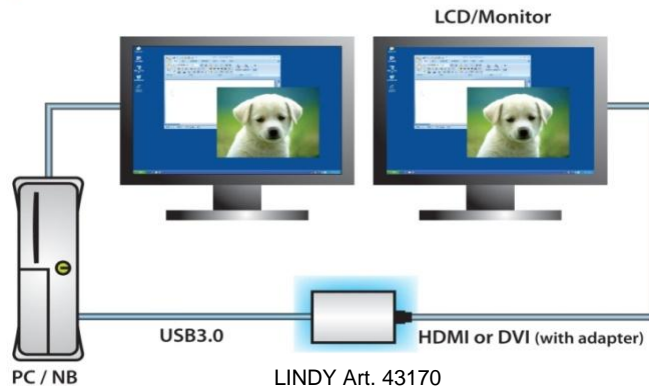 LCD/Monitor
USB3.0
HDMI or DVI (with adapter)
PC / NB
LINDY Art. 43170